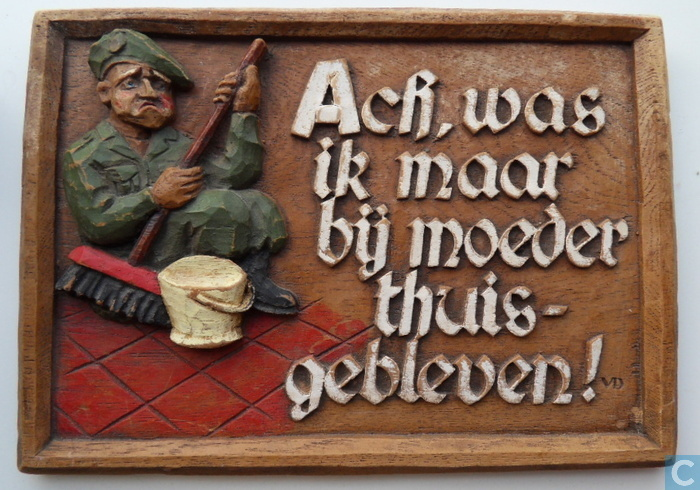 Ach, was
ik maar
bij moeder
thuis-
gebleven!
VD
C